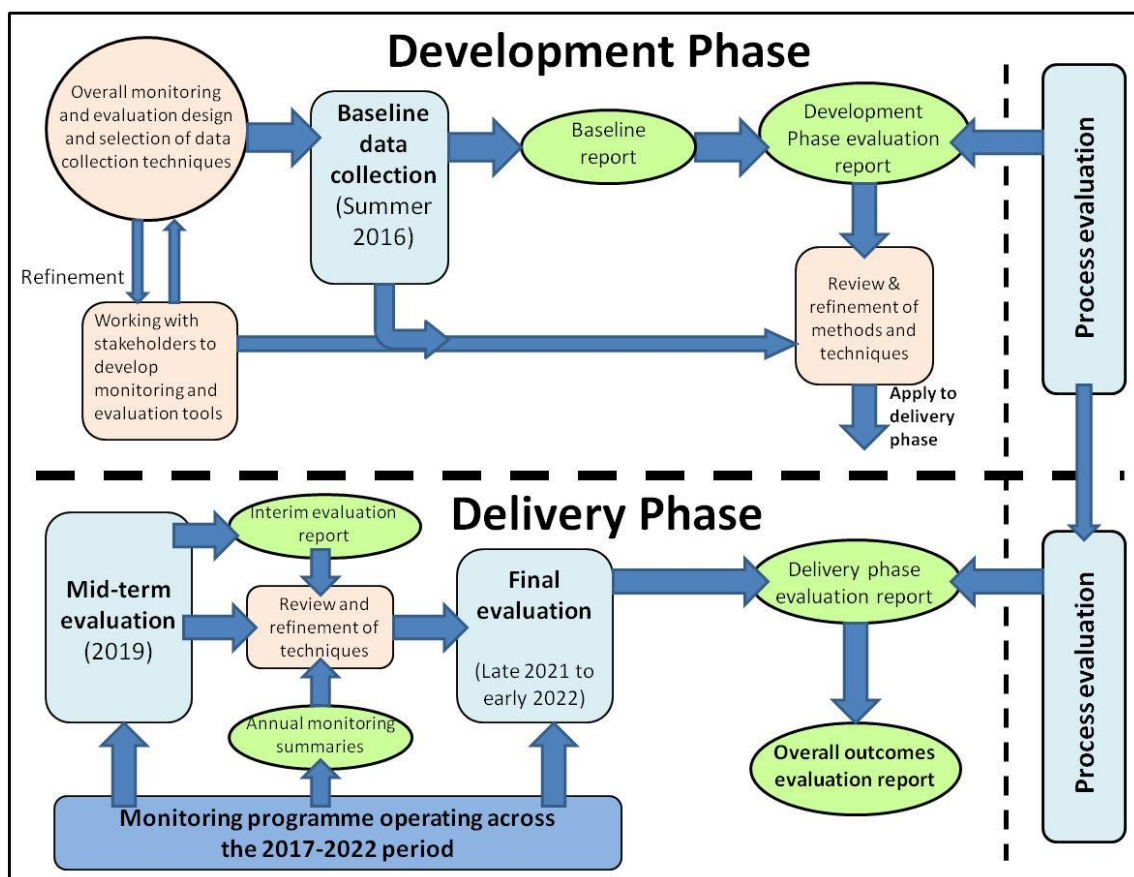 Development Phase
Overall monitoring
and evaluation design
and selection of data
collection techniques
Baseline
data
collection
(Summer
2016)
Baseline
report
Development
Phase evaluation
report
Process evaluation
Refinement
Working with
stakeholders to
develop
monitoring and
evaluation tools
Review &
refinement of
methods and
techniques
Apply to
delivery
phase
Delivery Phase
Mid-term
evaluation
(2019)
Interim evaluation
report
Review and
refinement of
techniques
Annual monitoring
summaries
Final
evaluation
(Late 2021 to
early 2022)
Delivery phase
evaluation report
Overall outcomes
evaluation report
Process evaluation
Monitoring programme operating across
the 2017-2022 period